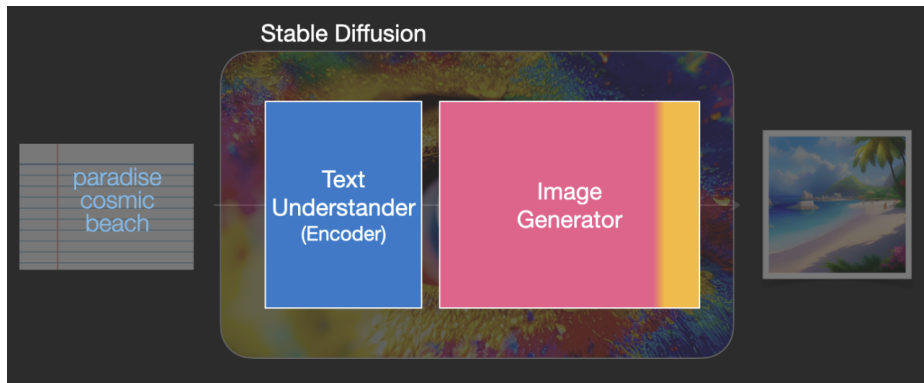 Stable Diffusion
paradise
cosmic
beach
Text
Understander
(Encoder)
Image
Generator